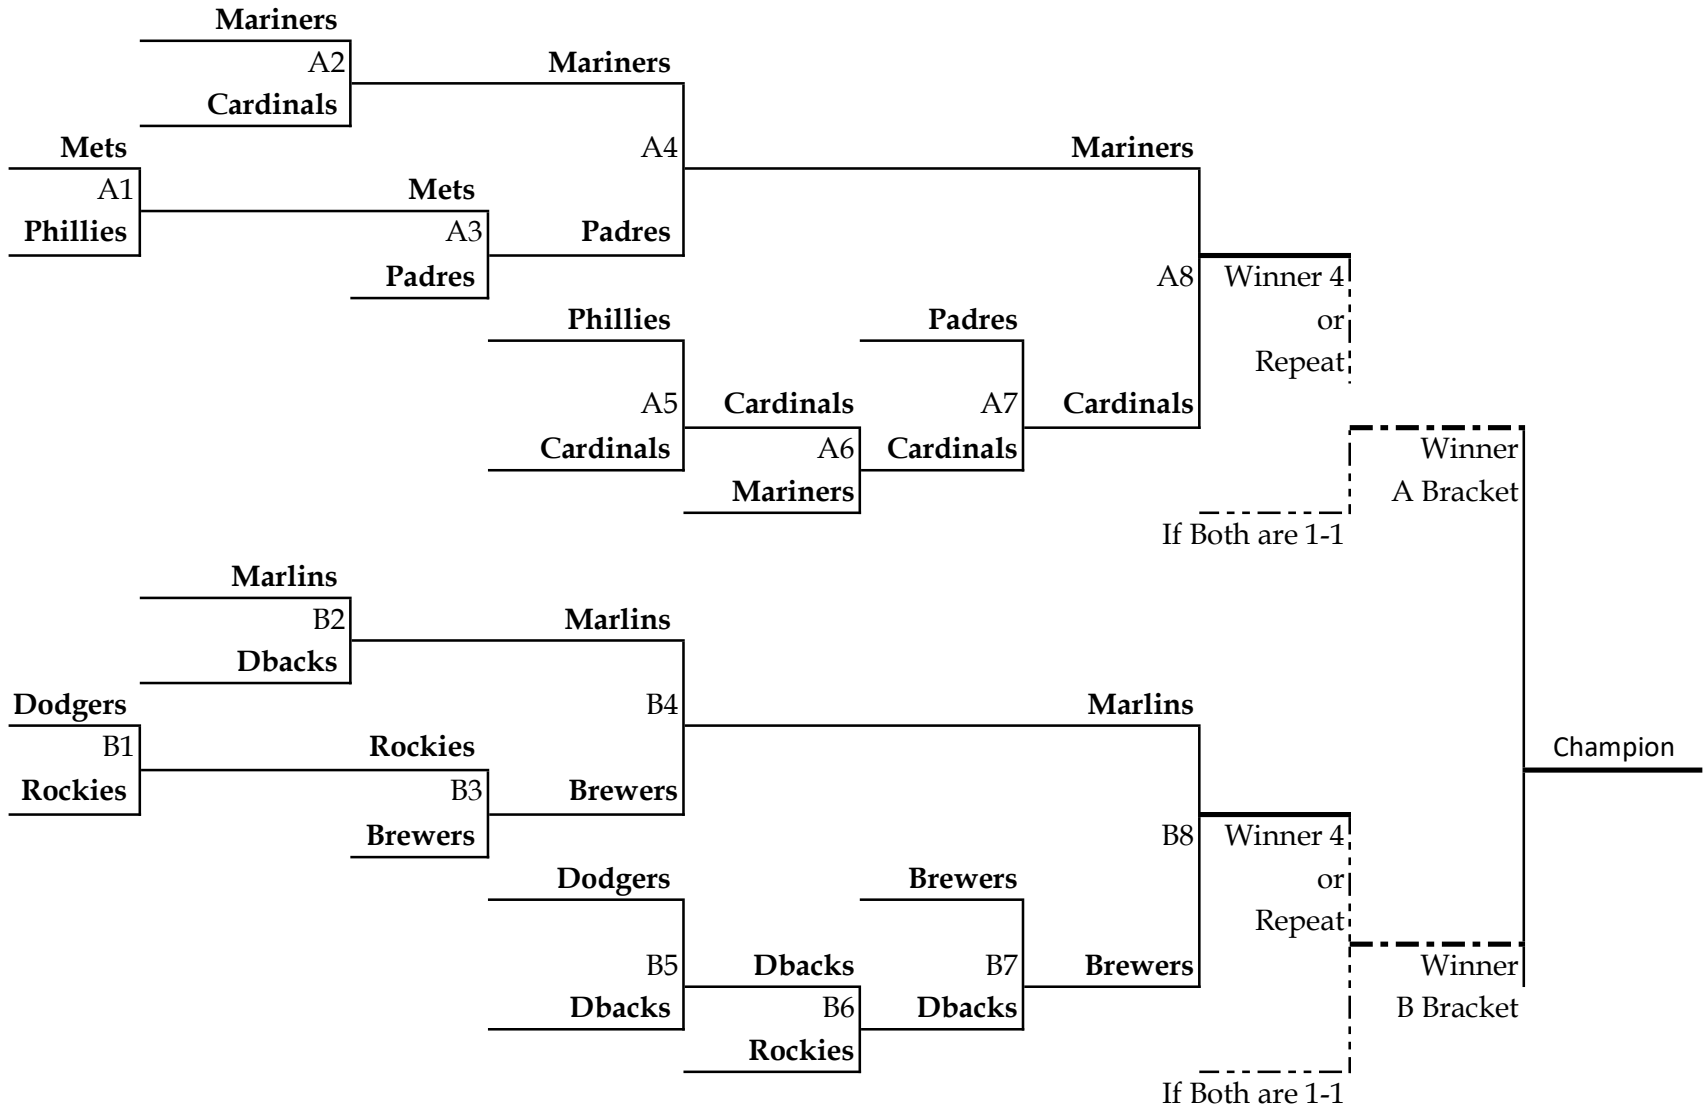 Mariners
A2
Mariners
Cardinals
Mets
A4
Mariners
A1
Mets
Phillies
A3
Padres
Padres
A8
Winner 4
Phillies
Padres
or
Repeat
A5
Cardinals
A7
Cardinals
Cardinals
A6
Cardinals
Winner
Mariners
A Bracket
If Both are 1-1
Marlins
B2
Marlins
Dbacks
Dodgers
B4
Marlins
B1
Rockies
Champion
Rockies
B3
Brewers
Brewers
B8
Winner 4
Dodgers
Brewers
or
Repeat
B5
Dbacks
B7
Brewers
Winner
Dbacks
B6
Dbacks
B Bracket
Rockies
If Both are 1-1